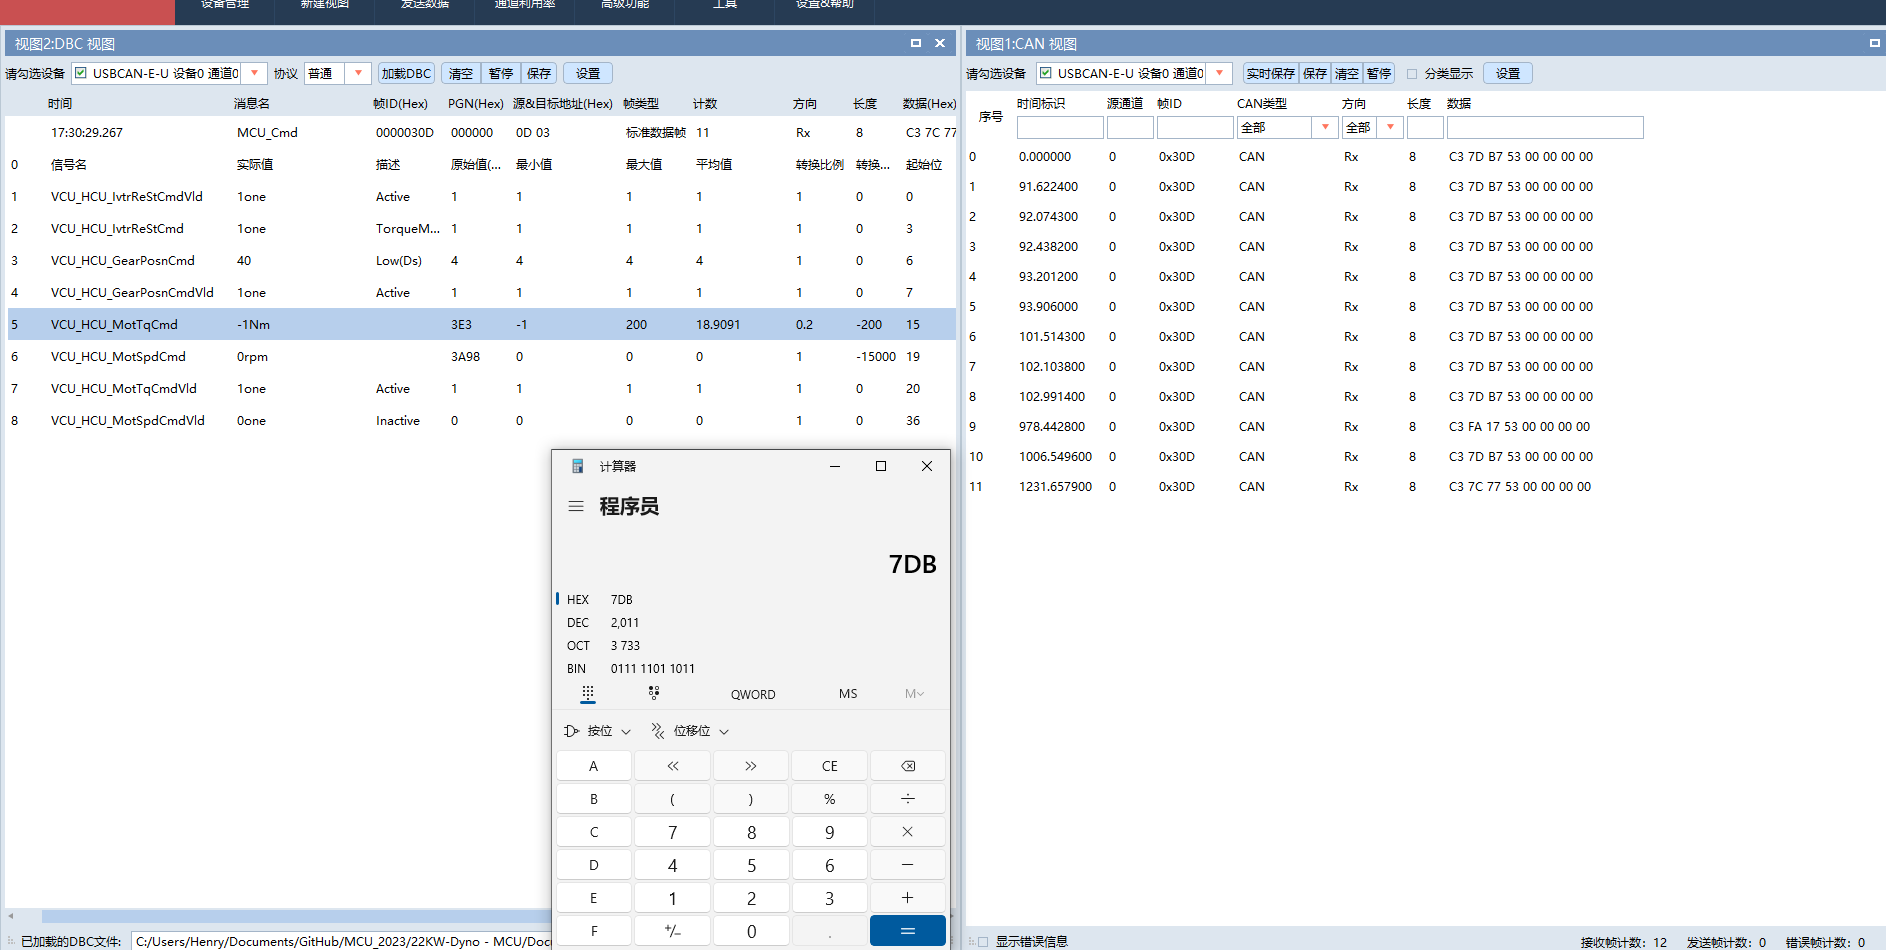 设备管理 新建视图 发送数据 通道利用率 高级功能 工具 设置&帮助
视图2:DBC 视图
请勾选设备 USBCAN-E-U 设备0 通道0 协议 普通 加载DBC 清空 暂停 保存 设置
时间 消息名 帧ID(Hex) PGN(Hex) 源&目标地址(Hex) 帧类型 计数 方向 长度 数据(Hex)
17:30:29.267 MCU_Cmd 0000030D 000000 0D 03 标准数据帧 11 Rx 8 C3 7C 77
0 信号名 实际值 描述 原始值(... 最小值 最大值 平均值 转换比例 转换... 起始位
1 VCU_HCU_IvtrReStCmdVld 1one Active 1 1 1 1 1 0 0
2 VCU_HCU_IvtrReStCmd 1one TorqueM... 1 1 1 1 1 0 3
3 VCU_HCU_GearPosnCmd 40 Low(Ds) 4 4 4 4 1 0 6
4 VCU_HCU_GearPosnCmdVld 1one Active 1 1 1 1 1 0 7
5 VCU_HCU_MotTqCmd -1Nm 3E3 -1 200 18.9091 0.2 -200 15
6 VCU_HCU_MotSpdCmd 0rpm 3A98 0 0 0 1 -15000 19
7 VCU_HCU_MotTqCmdVld 1one Active 1 1 1 1 1 0 20
8 VCU_HCU_MotSpdCmdVld 0one Inactive 0 0 0 0 1 0 36
已加载的DBC文件: C:/Users/Henry/Documents/GitHub/MCU_2023/22KW-Dyno - MCU/Doc
计算器
程序员
7DB
HEX 7DB
DEC 2,011
OCT 3 733
BIN 0111 1101 1011
QWORD MS M
按位 位移位
A « » CE
B ( ) % ÷
C 7 8 9 ×
D 4 5 6 −
E 1 2 3 +
F +/− 0 . =
视图1:CAN 视图
请勾选设备 USBCAN-E-U 设备0 通道0 实时保存 保存 清空 暂停 分类显示 设置
序号 时间标识 源通道 帧ID CAN类型 方向 长度 数据
全部 全部
0 0.000000 0 0x30D CAN Rx 8 C3 7D B7 53 00 00 00 00
1 91.622400 0 0x30D CAN Rx 8 C3 7D B7 53 00 00 00 00
2 92.074300 0 0x30D CAN Rx 8 C3 7D B7 53 00 00 00 00
3 92.438200 0 0x30D CAN Rx 8 C3 7D B7 53 00 00 00 00
4 93.201200 0 0x30D CAN Rx 8 C3 7D B7 53 00 00 00 00
5 93.906000 0 0x30D CAN Rx 8 C3 7D B7 53 00 00 00 00
6 101.514300 0 0x30D CAN Rx 8 C3 7D B7 53 00 00 00 00
7 102.103800 0 0x30D CAN Rx 8 C3 7D B7 53 00 00 00 00
8 102.991400 0 0x30D CAN Rx 8 C3 7D B7 53 00 00 00 00
9 978.442800 0 0x30D CAN Rx 8 C3 FA 17 53 00 00 00 00
10 1006.549600 0 0x30D CAN Rx 8 C3 7D B7 53 00 00 00 00
11 1231.657900 0 0x30D CAN Rx 8 C3 7C 77 53 00 00 00 00
显示错误信息 接收帧计数: 12 发送帧计数: 0 错误帧计数: 0